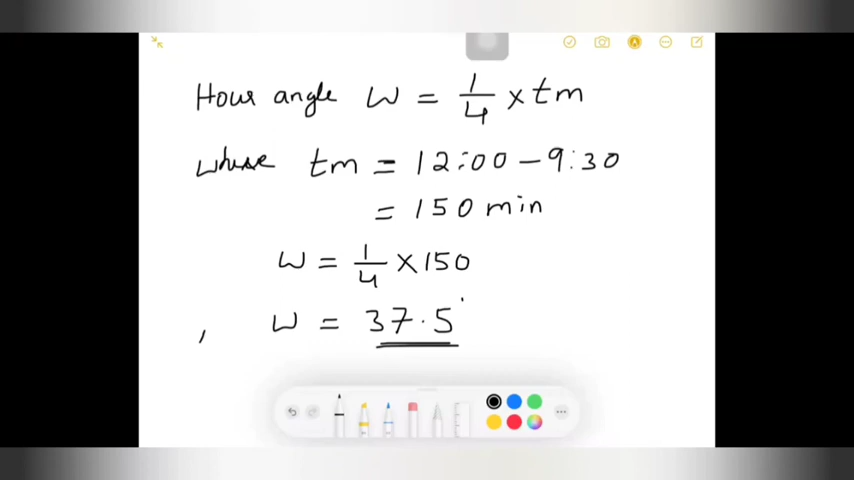 Hour angle W = 1/4 × tm
where tm = 12:00 - 9:30
= 150 min
W = 1/4 × 150
, W = 37.5°